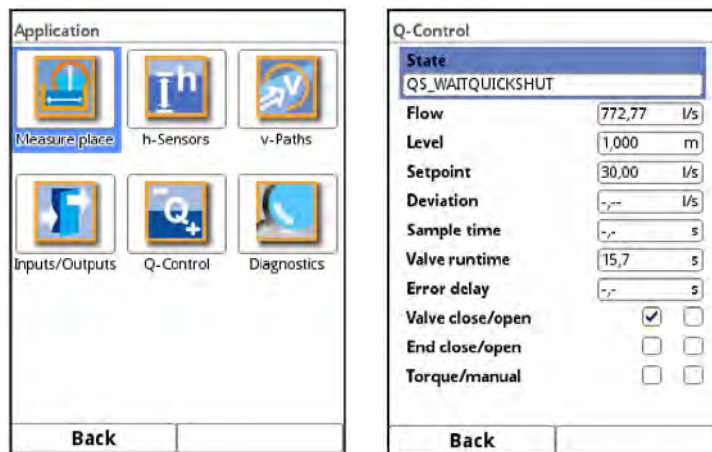 Application
Measure place h-Sensors v-Paths
Inputs/Outputs Q-Control Diagnostics
Back
Q-Control
State
QS_WAITQUICKSHUT
Flow 772,77 l/s
Level 1,000 m
Setpoint 30,00 l/s
Deviation -,-- l/s
Sample time -,- s
Valve runtime 15,7 s
Error delay -,- s
Valve close/open
End close/open
Torque/manual
Back